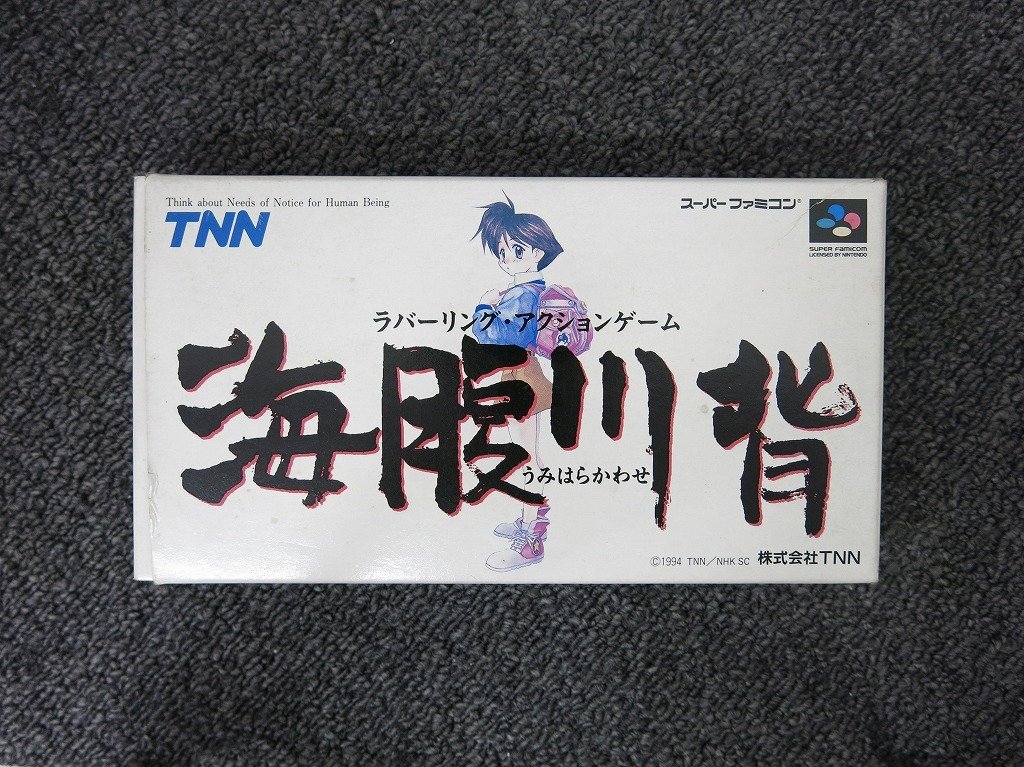 Think about Needs of Notice for Human Being
TNN
スーパーファミコン®
SUPER FAMICOM
LICENSED BY NINTENDO
ラバーリング・アクションゲーム
海腹川背
うみはらかわせ
©1994 TNN/NHK SC 株式会社TNN